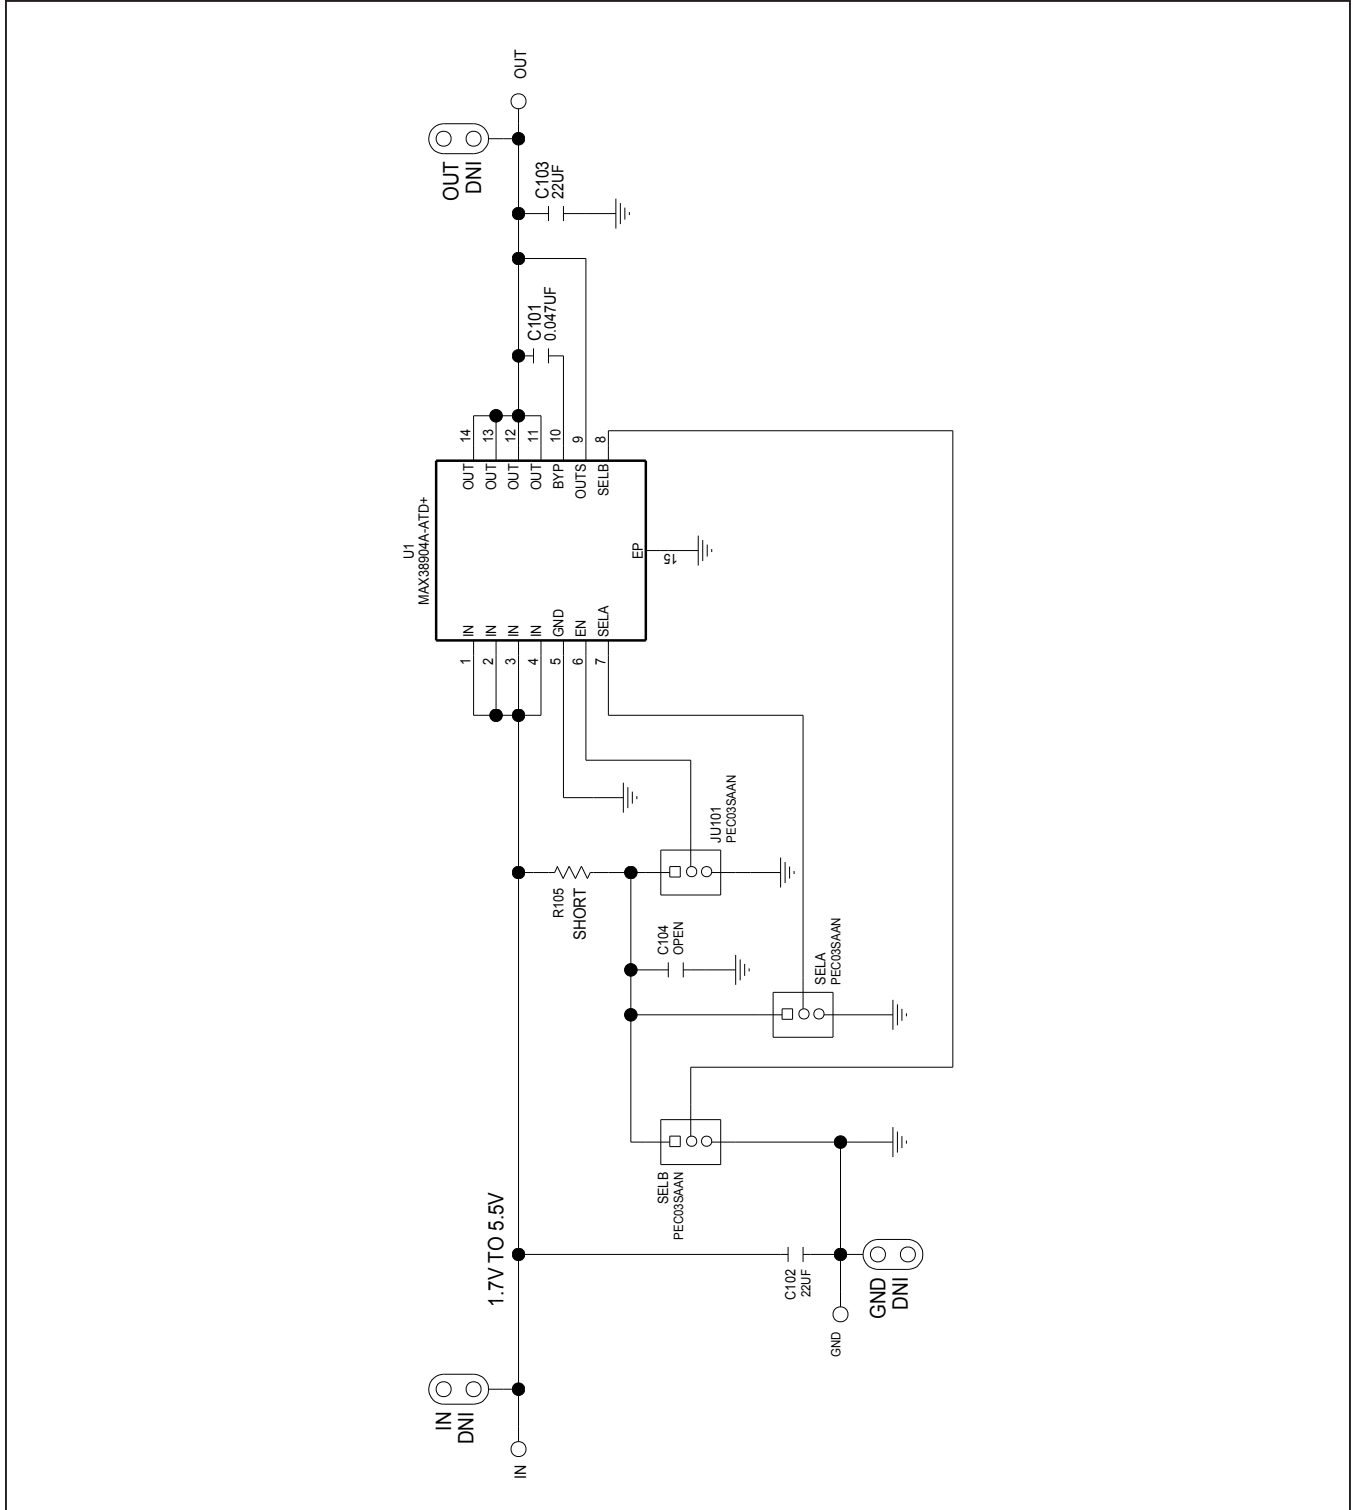 IN
IN
DNI
1.7V TO 5.5V
C102
22UF
GND
GND
DNI
SELB
PEC03SAAN
SELA
PEC03SAAN
C104
OPEN
R105
SHORT
JU101
PEC03SAAN
U1
MAX38904A-ATD+
1 IN
2 IN
3 IN
4 IN
5 GND
6 EN
7 SELA
OUT 14
OUT 13
OUT 12
OUT 11
BYP 10
OUTS 9
SELB 8
EP
15
C101
0.047UF
C103
22UF
OUT
DNI
OUT